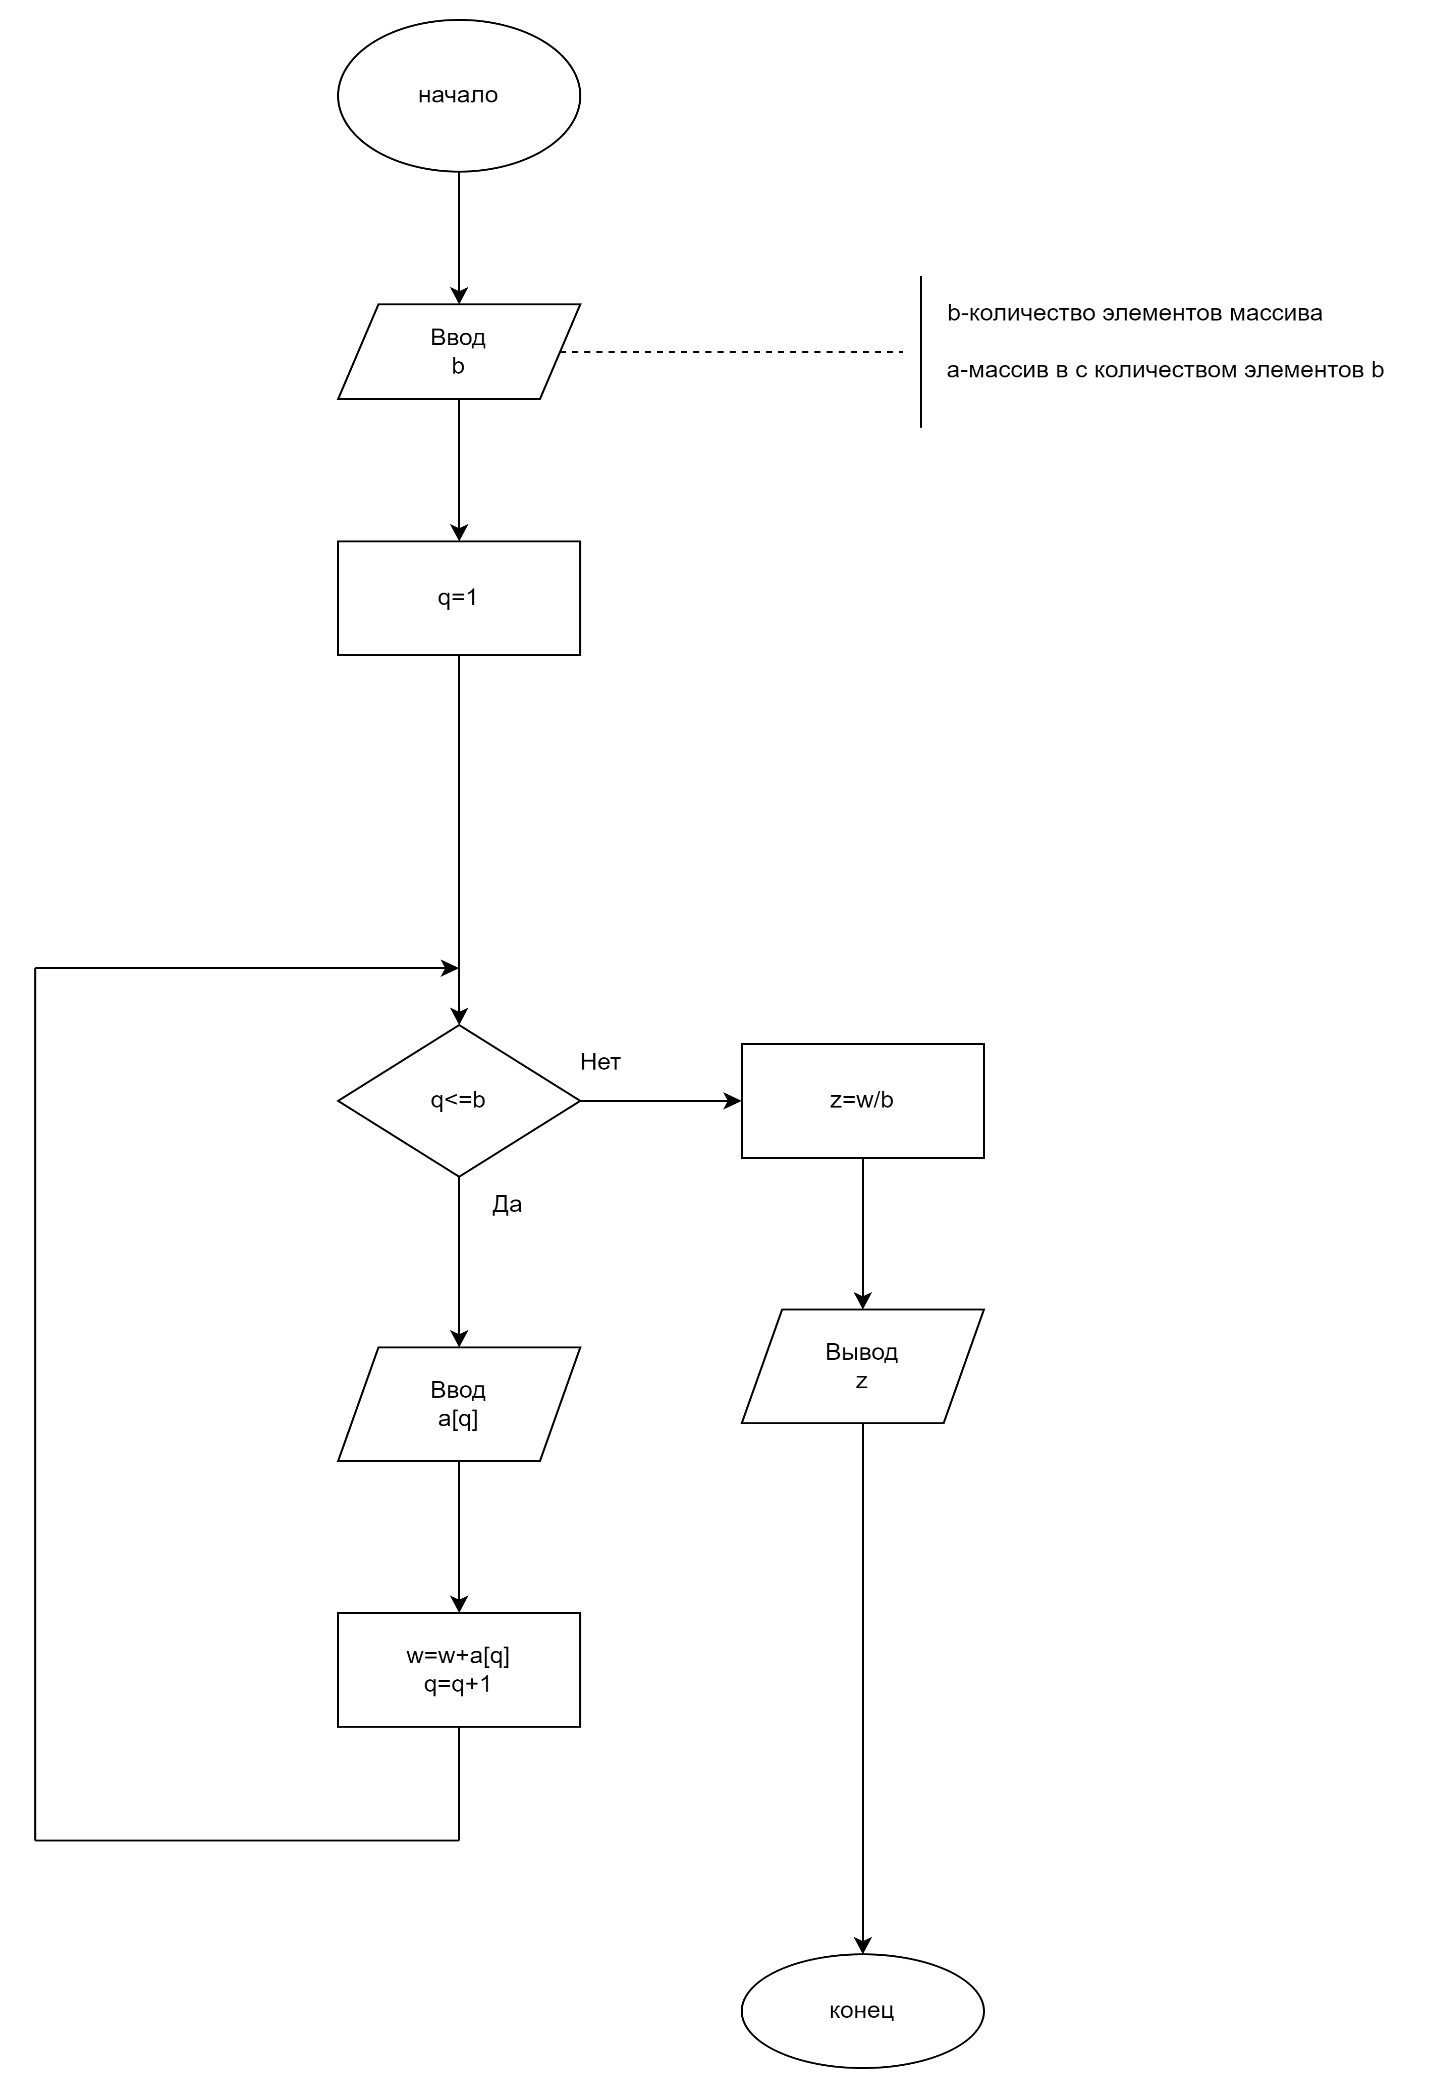 начало
Ввод
b
b-количество элементов массива
а-массив в с количеством элементов b
q=1
q<=b
Нет
z=w/b
Да
Вывод
z
Ввод
a[q]
w=w+a[q]
q=q+1
конец